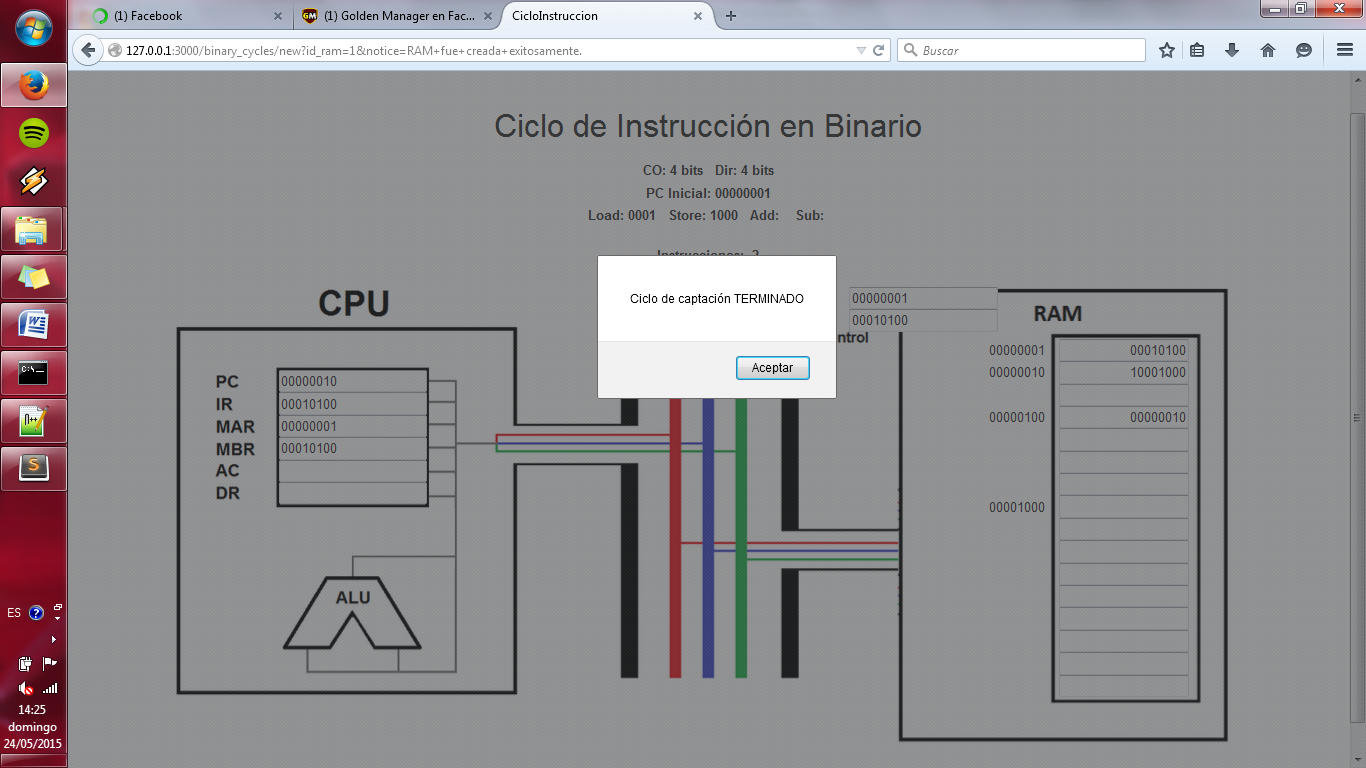 (1) Facebook
(1) Golden Manager en Fac...
CicloInstruccion
127.0.0.1:3000/binary_cycles/new?id_ram=1&notice=RAM+fue+creada+exitosamente.
Buscar
Ciclo de Instrucción en Binario
CO: 4 bits Dir: 4 bits
PC Inicial: 00000001
Load: 0001 Store: 1000 Add: Sub:
Instrucciones: 2
Ciclo de captación TERMINADO
Aceptar
CPU
PC 00000010
IR 00010100
MAR 00000001
MBR 00010100
AC
DR
ALU
00000001
00010100
ntrol
RAM
00000001 00010100
00000010 10001000
00000100 00000010
00001000
ES
14:25
domingo
24/05/2015